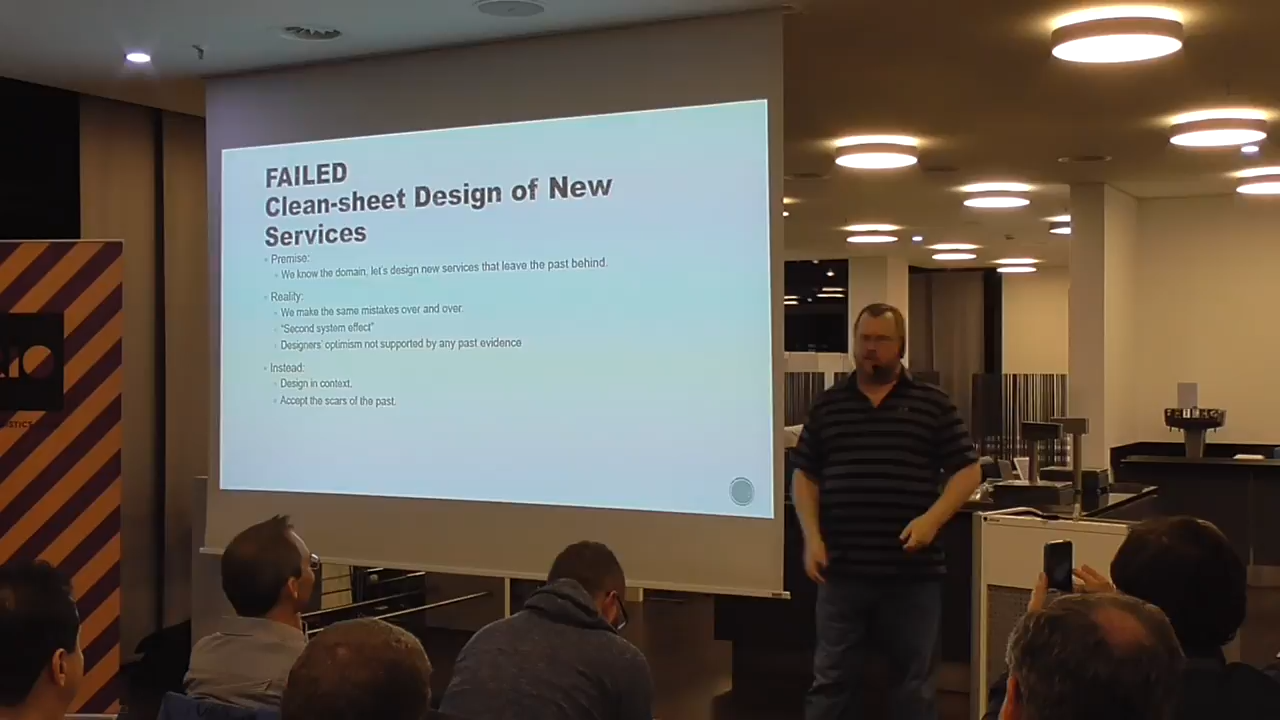 FAILED
Clean-sheet Design of New
Services
Premise:
We know the domain, let's design new services that leave the past behind.
Reality:
We make the same mistakes over and over.
"Second system effect"
Designers' optimism not supported by any past evidence
Instead:
Design in context.
Accept the scars of the past.